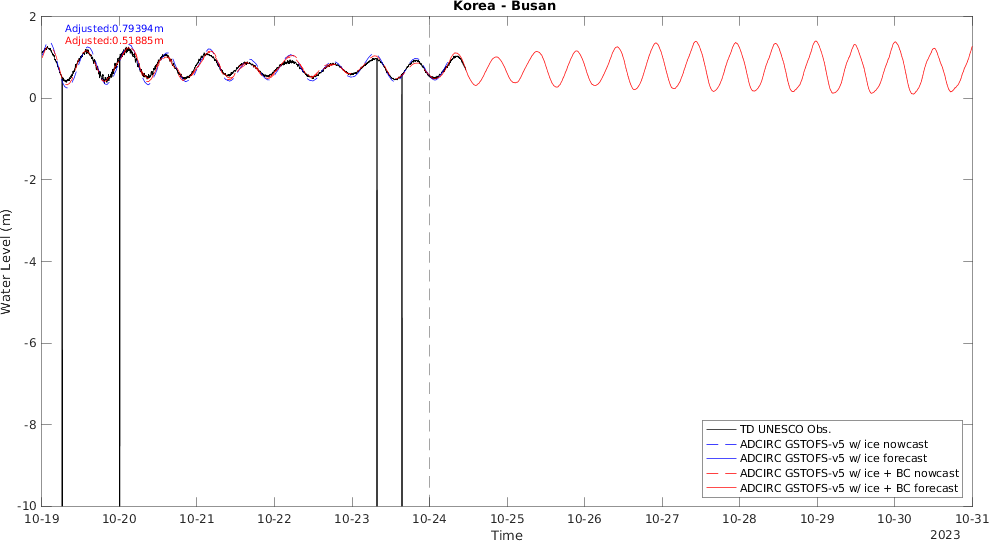 Korea - Busan
Adjusted:0.79394m
Adjusted:0.51885m
2
0
-2
-4
-6
-8
-10
Water Level (m)
TD UNESCO Obs.
ADCIRC GSTOFS-v5 w/ ice nowcast
ADCIRC GSTOFS-v5 w/ ice forecast
ADCIRC GSTOFS-v5 w/ ice + BC nowcast
ADCIRC GSTOFS-v5 w/ ice + BC forecast
10-19 10-20 10-21 10-22 10-23 10-24 10-25 10-26 10-27 10-28 10-29 10-30 10-31
Time
2023